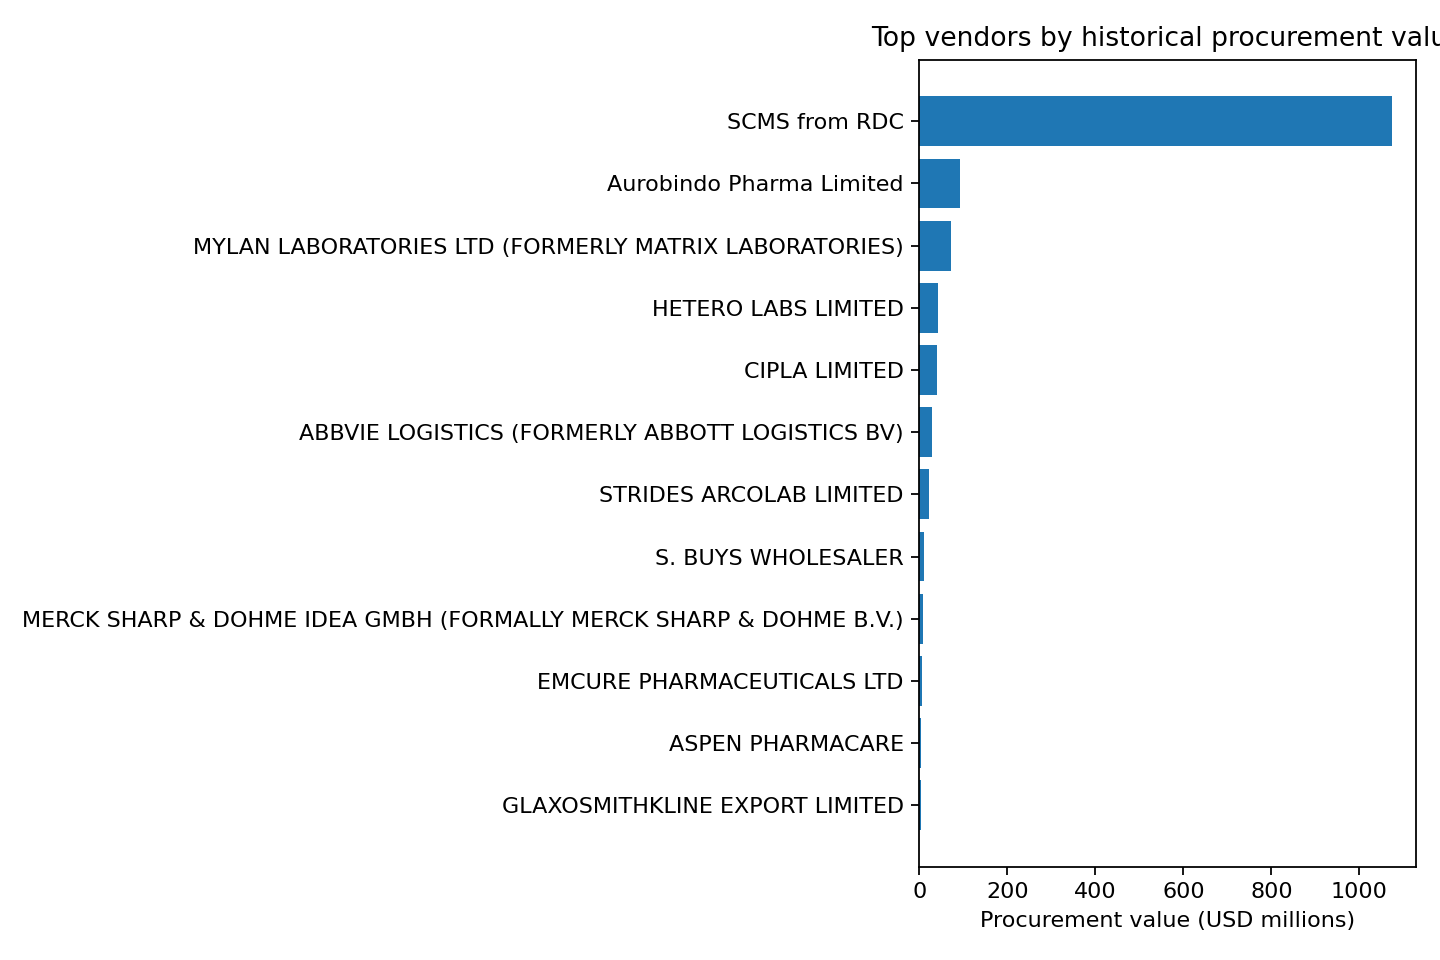 Top vendors by historical procurement valu
SCMS from RDC
Aurobindo Pharma Limited
MYLAN LABORATORIES LTD (FORMERLY MATRIX LABORATORIES)
HETERO LABS LIMITED
CIPLA LIMITED
ABBVIE LOGISTICS (FORMERLY ABBOTT LOGISTICS BV)
STRIDES ARCOLAB LIMITED
S. BUYS WHOLESALER
MERCK SHARP & DOHME IDEA GMBH (FORMALLY MERCK SHARP & DOHME B.V.)
EMCURE PHARMACEUTICALS LTD
ASPEN PHARMACARE
GLAXOSMITHKLINE EXPORT LIMITED
0 200 400 600 800 1000
Procurement value (USD millions)